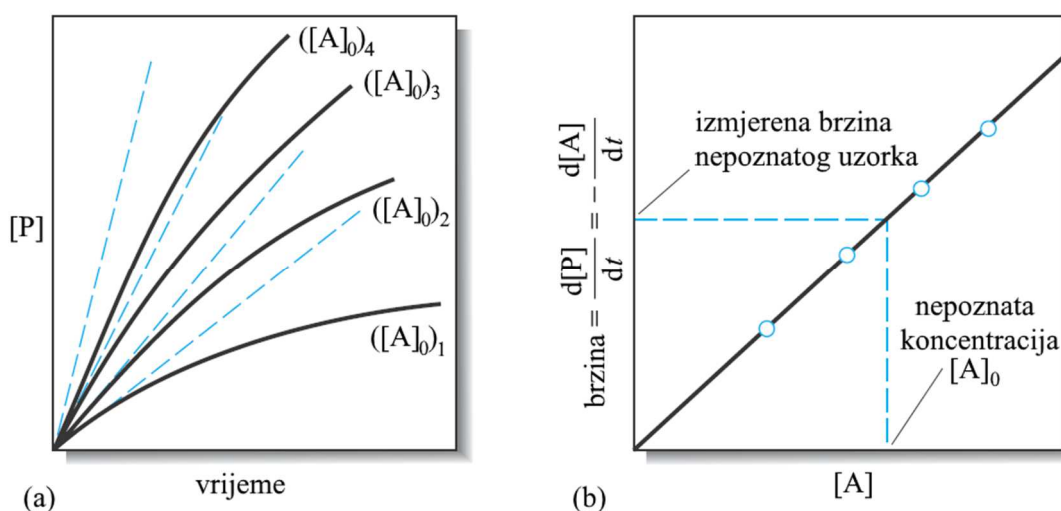 [P]
([A]₀)₄
([A]₀)₃
([A]₀)₂
([A]₀)₁
vrijeme
(a)
brzina = d[P]/dt = − d[A]/dt
izmjerena brzina
nepoznatog uzorka
nepoznata
koncentracija
[A]₀
[A]
(b)